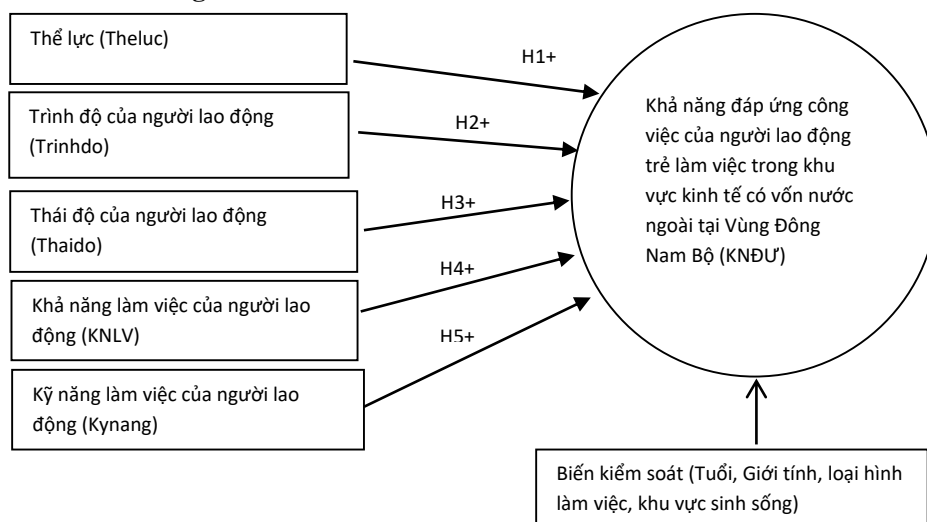 Thể lực (Theluc)
H1+
Trình độ của người lao động
(Trinhdo)
H2+
Thái độ của người lao động
(Thaido)
H3+
Khả năng làm việc của người lao
động (KNLV)
H4+
Kỹ năng làm việc của người lao
động (Kynang)
H5+
Khả năng đáp ứng công
việc của người lao động
trẻ làm việc trong khu
vực kinh tế có vốn nước
ngoài tại Vùng Đông
Nam Bộ (KNĐƯ)
Biến kiểm soát (Tuổi, Giới tính, loại hình
làm việc, khu vực sinh sống)